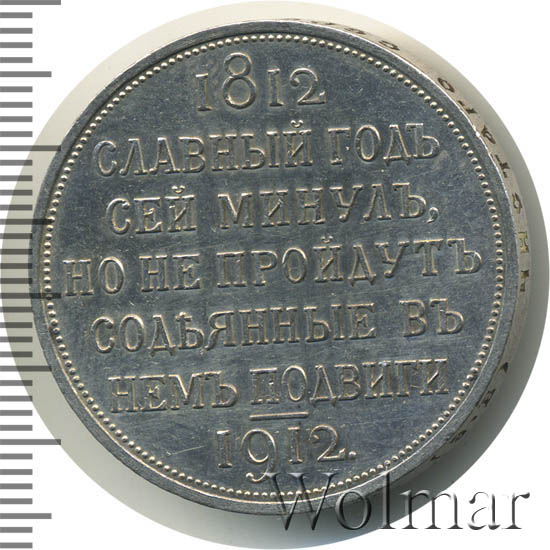 1812
СЛАВНЫЙ ГОДЪ
СЕЙ МИНУЛЪ,
НО НЕ ПРОЙДУТЪ
СОДѢЯННЫЕ ВЪ
НЕМЪ ПОДВИГИ
1912.
Wolmar